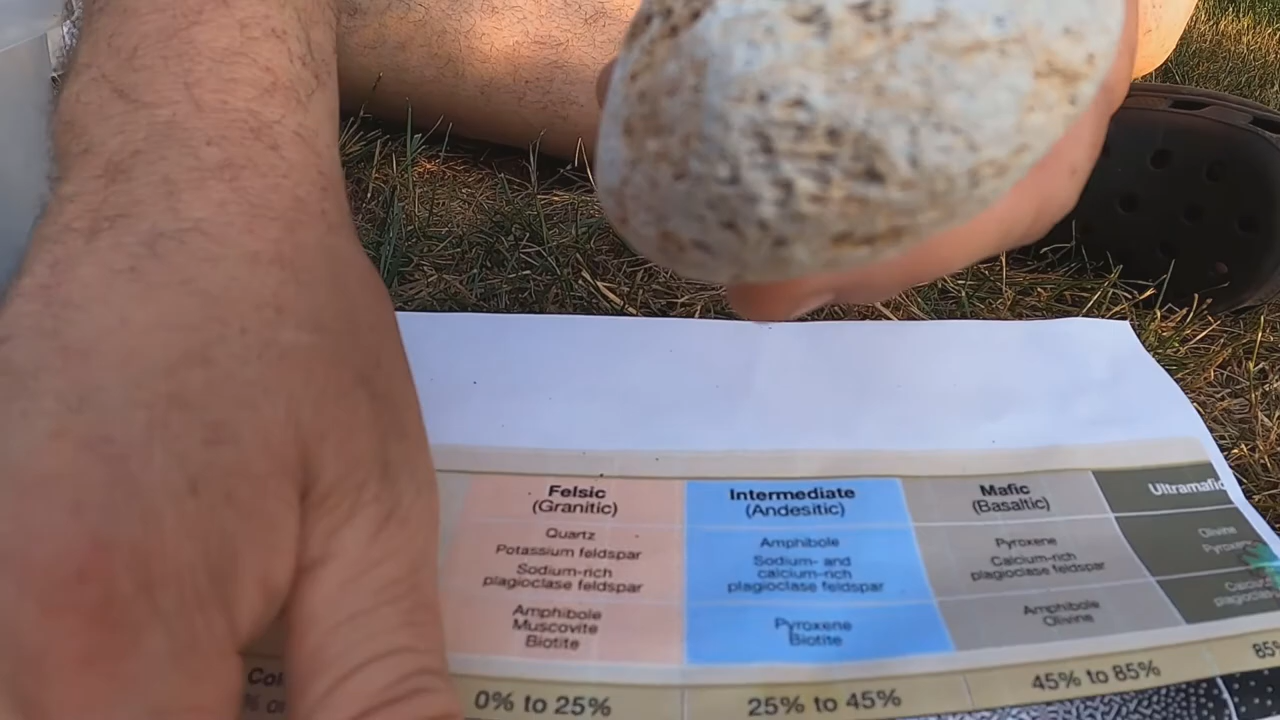 Felsic
(Granitic)
Intermediate
(Andesitic)
Mafic
(Basaltic)
Ultramafic
Quartz
Potassium feldspar
Sodium-rich
plagioclase feldspar
Amphibole
Sodium- and
calcium-rich
plagioclase feldspar
Pyroxene
Calcium-rich
plagioclase feldspar
Olivine
Pyroxene
Amphibole
Muscovite
Biotite
Pyroxene
Biotite
Amphibole
Olivine
0% to 25%
25% to 45%
45% to 85%
85%